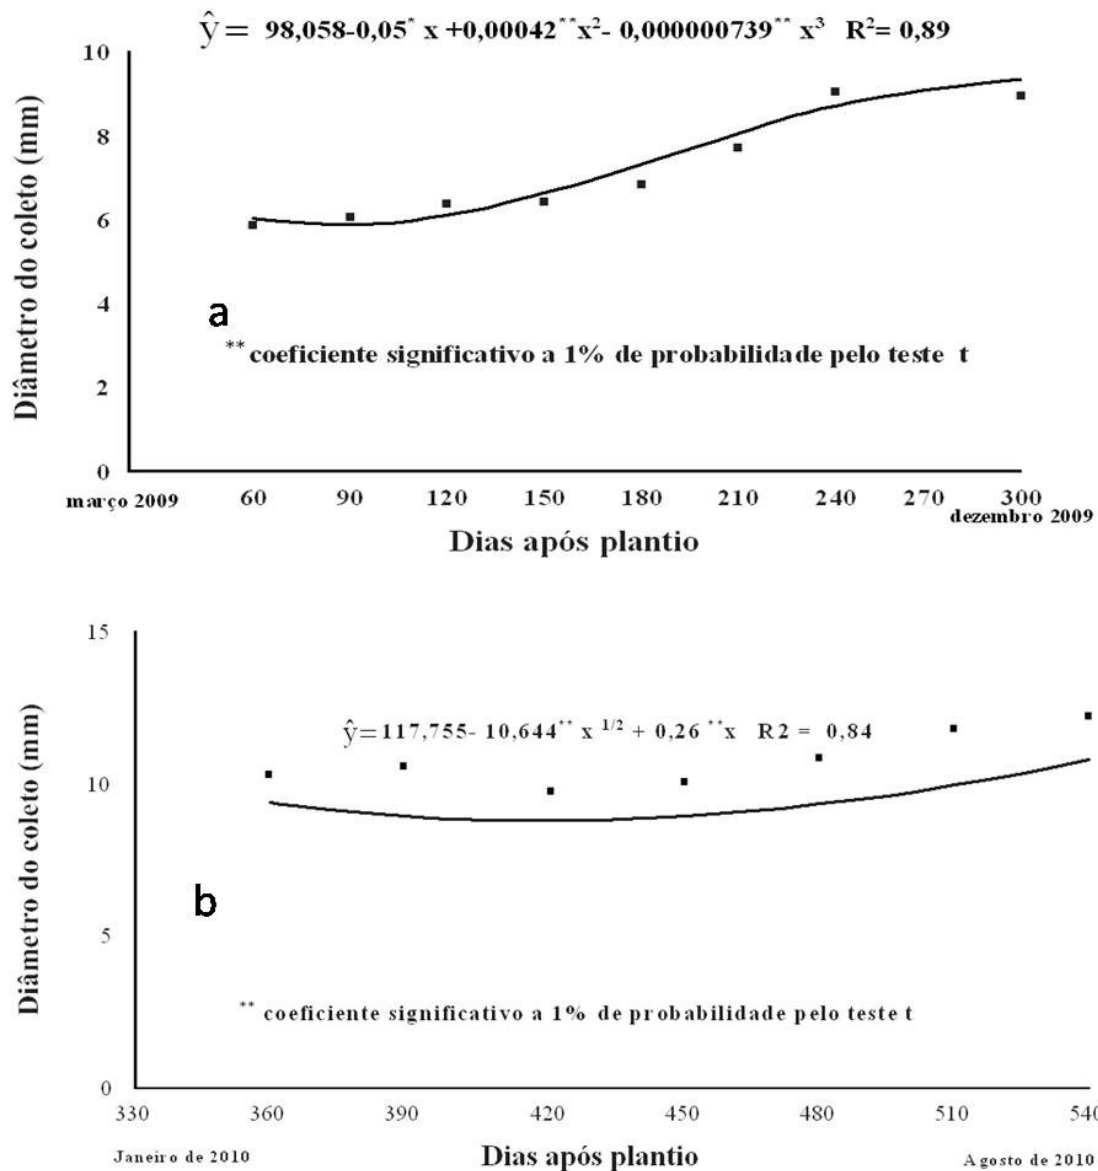 ŷ = 98,058-0,05* x +0,00042**x²- 0,000000739** x³ R²= 0,89
10
8
6
4
2
0
Diâmetro do coleto (mm)
a
** coeficiente significativo a 1% de probabilidade pelo teste t
março 2009
60 90 120 150 180 210 240 270 300
dezembro 2009
Dias após plantio
15
10
5
0
Diâmetro do coleto (mm)
ŷ=117,755- 10,644** x 1/2 + 0,26 **x R2 = 0,84
b
** coeficiente significativo a 1% de probabilidade pelo teste t
330 360 390 420 450 480 510 540
Janeiro de 2010 Dias após plantio Agosto de 2010